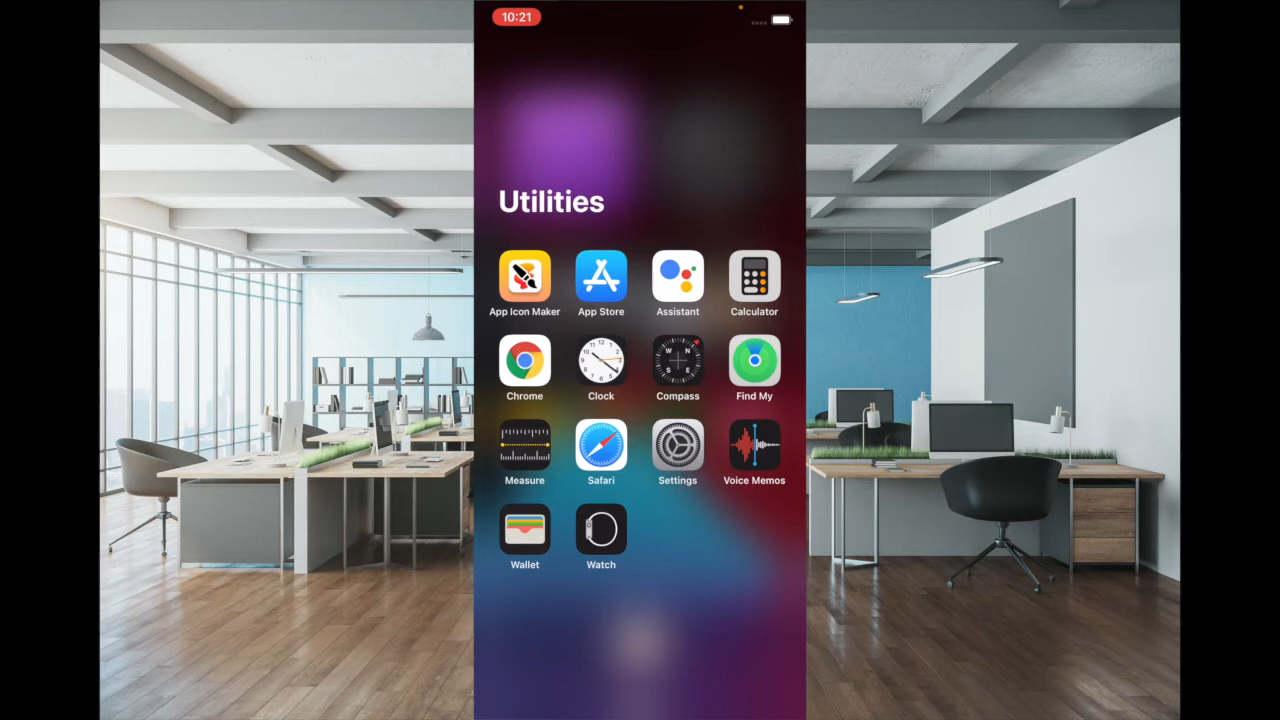 10:21
Utilities
App Icon Maker App Store Assistant Calculator
Chrome Clock Compass Find My
Measure Safari Settings Voice Memos
Wallet Watch